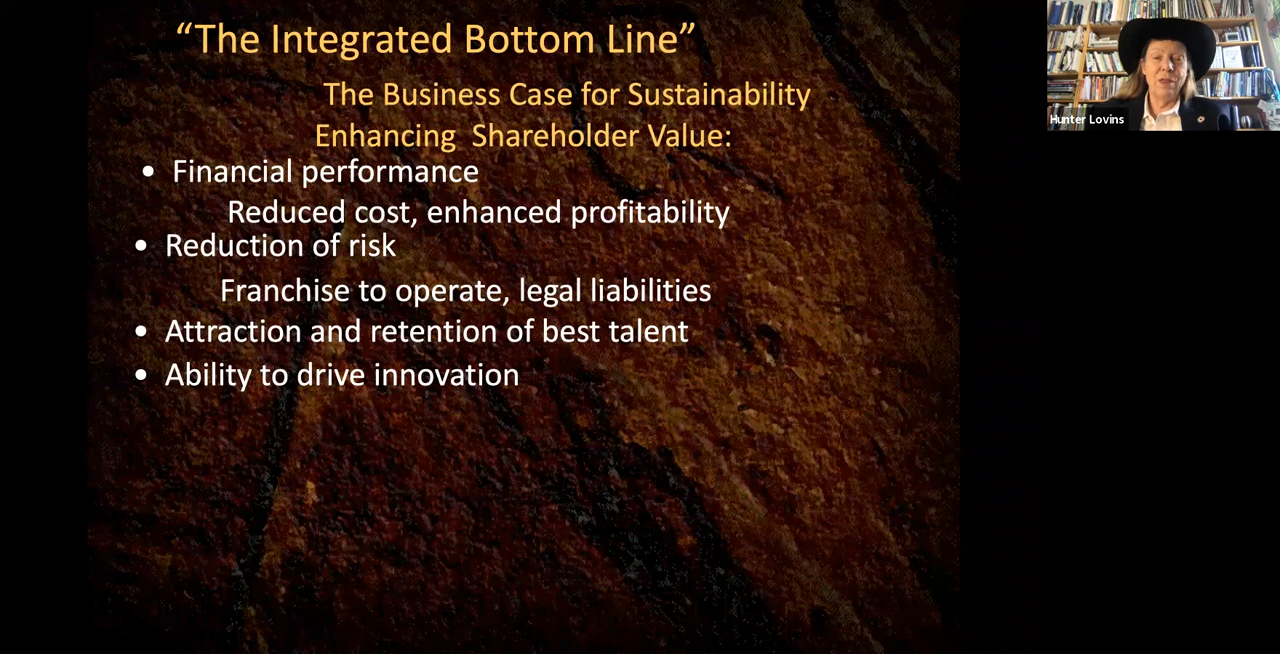 “The Integrated Bottom Line”
The Business Case for Sustainability
Enhancing  Shareholder Value:
• Financial performance
Reduced cost, enhanced profitability
• Reduction of risk
Franchise to operate, legal liabilities
• Attraction and retention of best talent
• Ability to drive innovation
Hunter Lovins